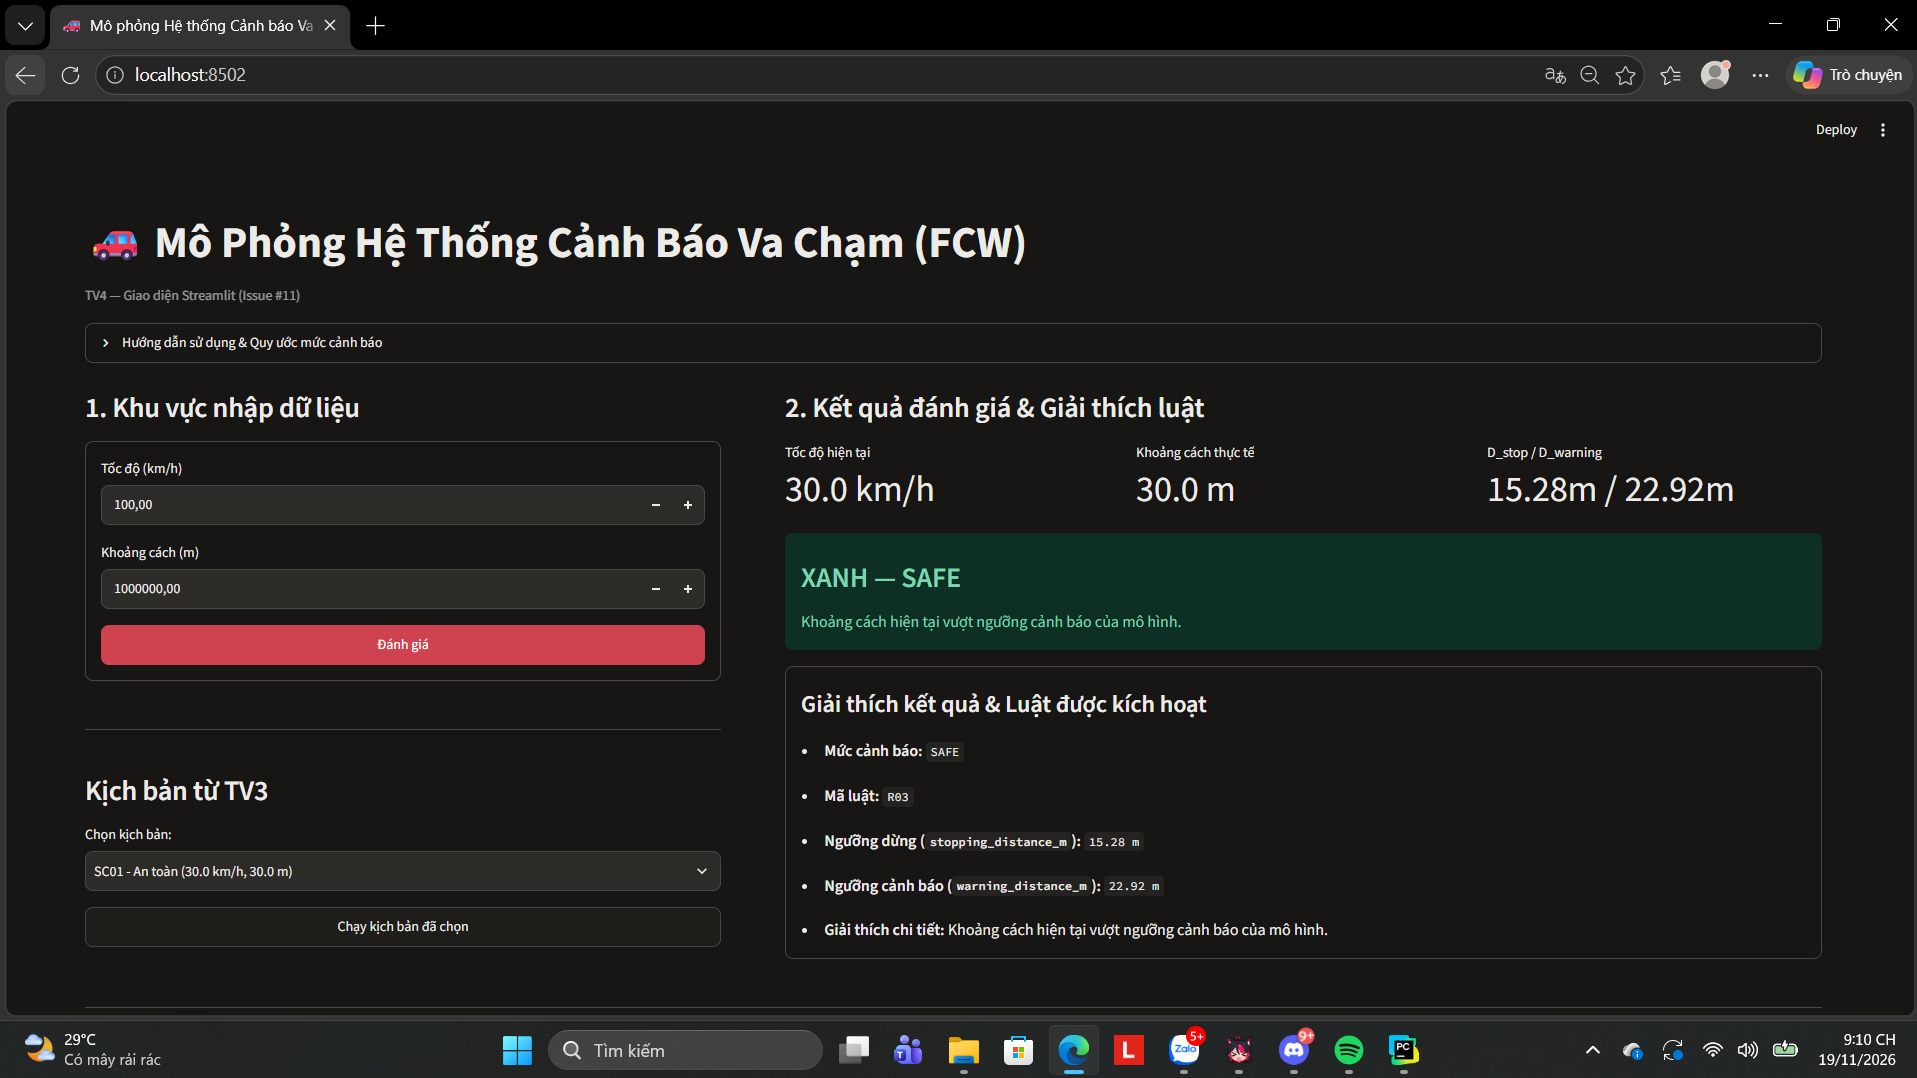 Mô phỏng Hệ thống Cảnh báo Va
localhost:8502
Trò chuyện
Deploy
Mô Phỏng Hệ Thống Cảnh Báo Va Chạm (FCW)
TV4 — Giao diện Streamlit (Issue #11)
Hướng dẫn sử dụng & Quy ước mức cảnh báo
1. Khu vực nhập dữ liệu
Tốc độ (km/h)
100,00
Khoảng cách (m)
1000000,00
Đánh giá
Kịch bản từ TV3
Chọn kịch bản:
SC01 - An toàn (30.0 km/h, 30.0 m)
Chạy kịch bản đã chọn
2. Kết quả đánh giá & Giải thích luật
Tốc độ hiện tại
30.0 km/h
Khoảng cách thực tế
30.0 m
D_stop / D_warning
15.28m / 22.92m
XANH — SAFE
Khoảng cách hiện tại vượt ngưỡng cảnh báo của mô hình.
Giải thích kết quả & Luật được kích hoạt
• Mức cảnh báo: SAFE
• Mã luật: R03
• Ngưỡng dừng ( stopping_distance_m ): 15.28 m
• Ngưỡng cảnh báo ( warning_distance_m ): 22.92 m
• Giải thích chi tiết: Khoảng cách hiện tại vượt ngưỡng cảnh báo của mô hình.
29°C
Có mây rải rác
Tìm kiếm
L
Zalo
5+
9+
PC
9:10 CH
19/11/2026